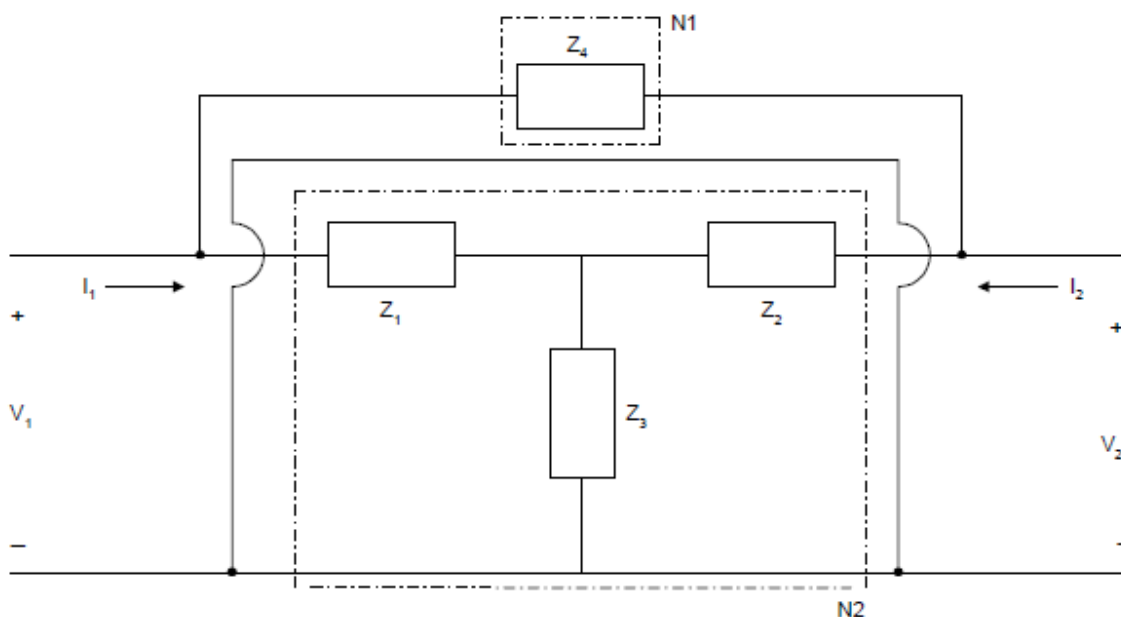 N1
Z₄
I₁
Z₁
Z₂
I₂
+
+
Z₃
V₁
V₂
–
-
N2